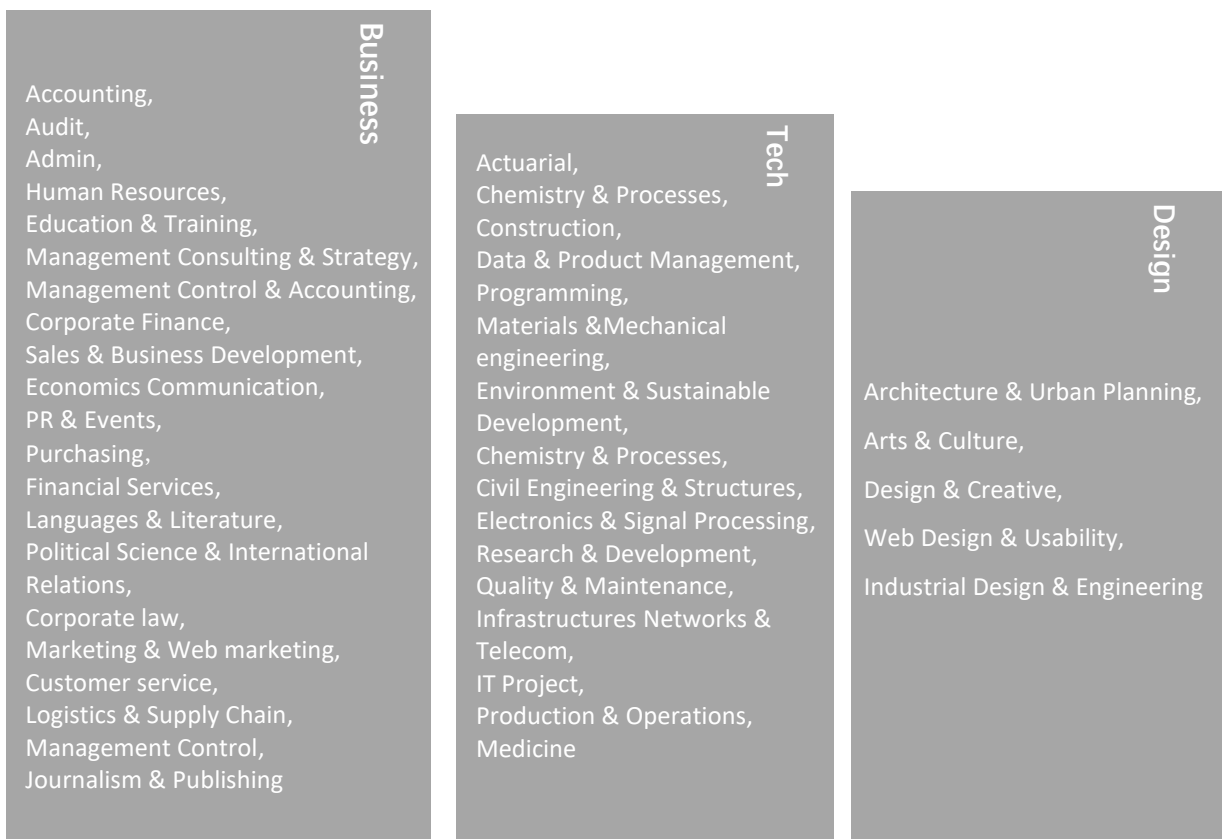 Business
Accounting,
Audit,
Admin,
Human Resources,
Education & Training,
Management Consulting & Strategy,
Management Control & Accounting,
Corporate Finance,
Sales & Business Development,
Economics Communication,
PR & Events,
Purchasing,
Financial Services,
Languages & Literature,
Political Science & International
Relations,
Corporate law,
Marketing & Web marketing,
Customer service,
Logistics & Supply Chain,
Management Control,
Journalism & Publishing
Tech
Actuarial,
Chemistry & Processes,
Construction,
Data & Product Management,
Programming,
Materials &Mechanical
engineering,
Environment & Sustainable
Development,
Chemistry & Processes,
Civil Engineering & Structures,
Electronics & Signal Processing,
Research & Development,
Quality & Maintenance,
Infrastructures Networks &
Telecom,
IT Project,
Production & Operations,
Medicine
Design
Architecture & Urban Planning,
Arts & Culture,
Design & Creative,
Web Design & Usability,
Industrial Design & Engineering